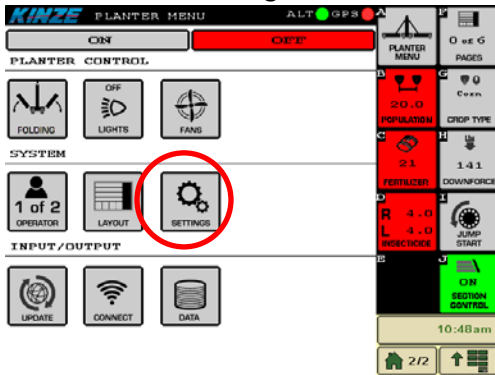 KINZE PLANTER MENU ALT GPS
ON OFF
PLANTER CONTROL
FOLDING
OFF
LIGHTS
FANS
SYSTEM
1 of 2
OPERATOR
LAYOUT
SETTINGS
INPUT/OUTPUT
UPDATE
CONNECT
DATA
A
PLANTER
MENU
F
0 of 6
PAGES
B
20.0
POPULATION
G
Corn
CROP TYPE
C
21
FERTILIZER
H
Lbs
141
DOWNFORCE
D
R 4.0
L 4.0
INSECTICIDE
I
JUMP
START
E
J
ON
SECTION
CONTROL
10:48am
2/2